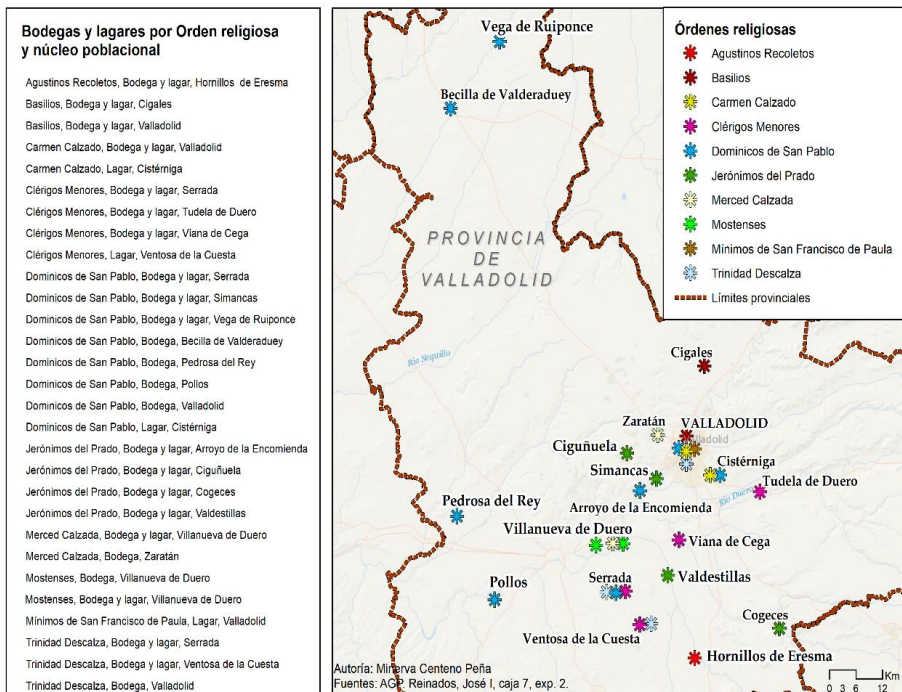 Bodegas y lagares por Orden religiosa
y núcleo poblacional
Agustinos Recoletos, Bodega y lagar, Hornillos de Eresma
Basilios, Bodega y lagar, Cigales
Basilios, Bodega y lagar, Valladolid
Carmen Calzado, Bodega y lagar, Valladolid
Carmen Calzado, Lagar, Cistérniga
Clérigos Menores, Bodega y lagar, Serrada
Clérigos Menores, Bodega y lagar, Tudela de Duero
Clérigos Menores, Bodega y lagar, Viana de Cega
Clérigos Menores, Lagar, Ventosa de la Cuesta
Dominicos de San Pablo, Bodega y lagar, Serrada
Dominicos de San Pablo, Bodega y lagar, Simancas
Dominicos de San Pablo, Bodega y lagar, Vega de Ruiponce
Dominicos de San Pablo, Bodega, Becilla de Valderaduey
Dominicos de San Pablo, Bodega, Pedrosa del Rey
Dominicos de San Pablo, Bodega, Pollos
Dominicos de San Pablo, Bodega, Valladolid
Dominicos de San Pablo, Lagar, Cistérniga
Jerónimos del Prado, Bodega y lagar, Arroyo de la Encomienda
Jerónimos del Prado, Bodega y lagar, Ciguñuela
Jerónimos del Prado, Bodega y lagar, Cogeces
Jerónimos del Prado, Bodega y lagar, Valdestillas
Merced Calzada, Bodega y lagar, Villanueva de Duero
Merced Calzada, Bodega, Zaratán
Mostenses, Bodega, Villanueva de Duero
Mostenses, Bodega y lagar, Villanueva de Duero
Mínimos de San Francisco de Paula, Lagar, Valladolid
Trinidad Descalza, Bodega y lagar, Serrada
Trinidad Descalza, Bodega y lagar, Ventosa de la Cuesta
Trinidad Descalza, Bodega, Valladolid
Vega de Ruiponce
Becilla de Valderaduey
PROVINCIA
DE
VALLADOLID
Río Sequillo
Cigales
Zaratán
VALLADOLID
Valladolid
Ciguñuela
Cistérniga
Simancas
Tudela de Duero
Río Duero
Arroyo de la Encomienda
Pedrosa del Rey
Villanueva de Duero
Viana de Cega
Serrada
Valdestillas
Pollos
Cogeces
Ventosa de la Cuesta
Hornillos de Eresma
Autoría: Minerva Centeno Peña
Fuentes: AGP. Reinados, José I, caja 7, exp. 2.
Km
0 3 6 12
Órdenes religiosas
Agustinos Recoletos
Basilios
Carmen Calzado
Clérigos Menores
Dominicos de San Pablo
Jerónimos del Prado
Merced Calzada
Mostenses
Mínimos de San Francisco de Paula
Trinidad Descalza
Límites provinciales